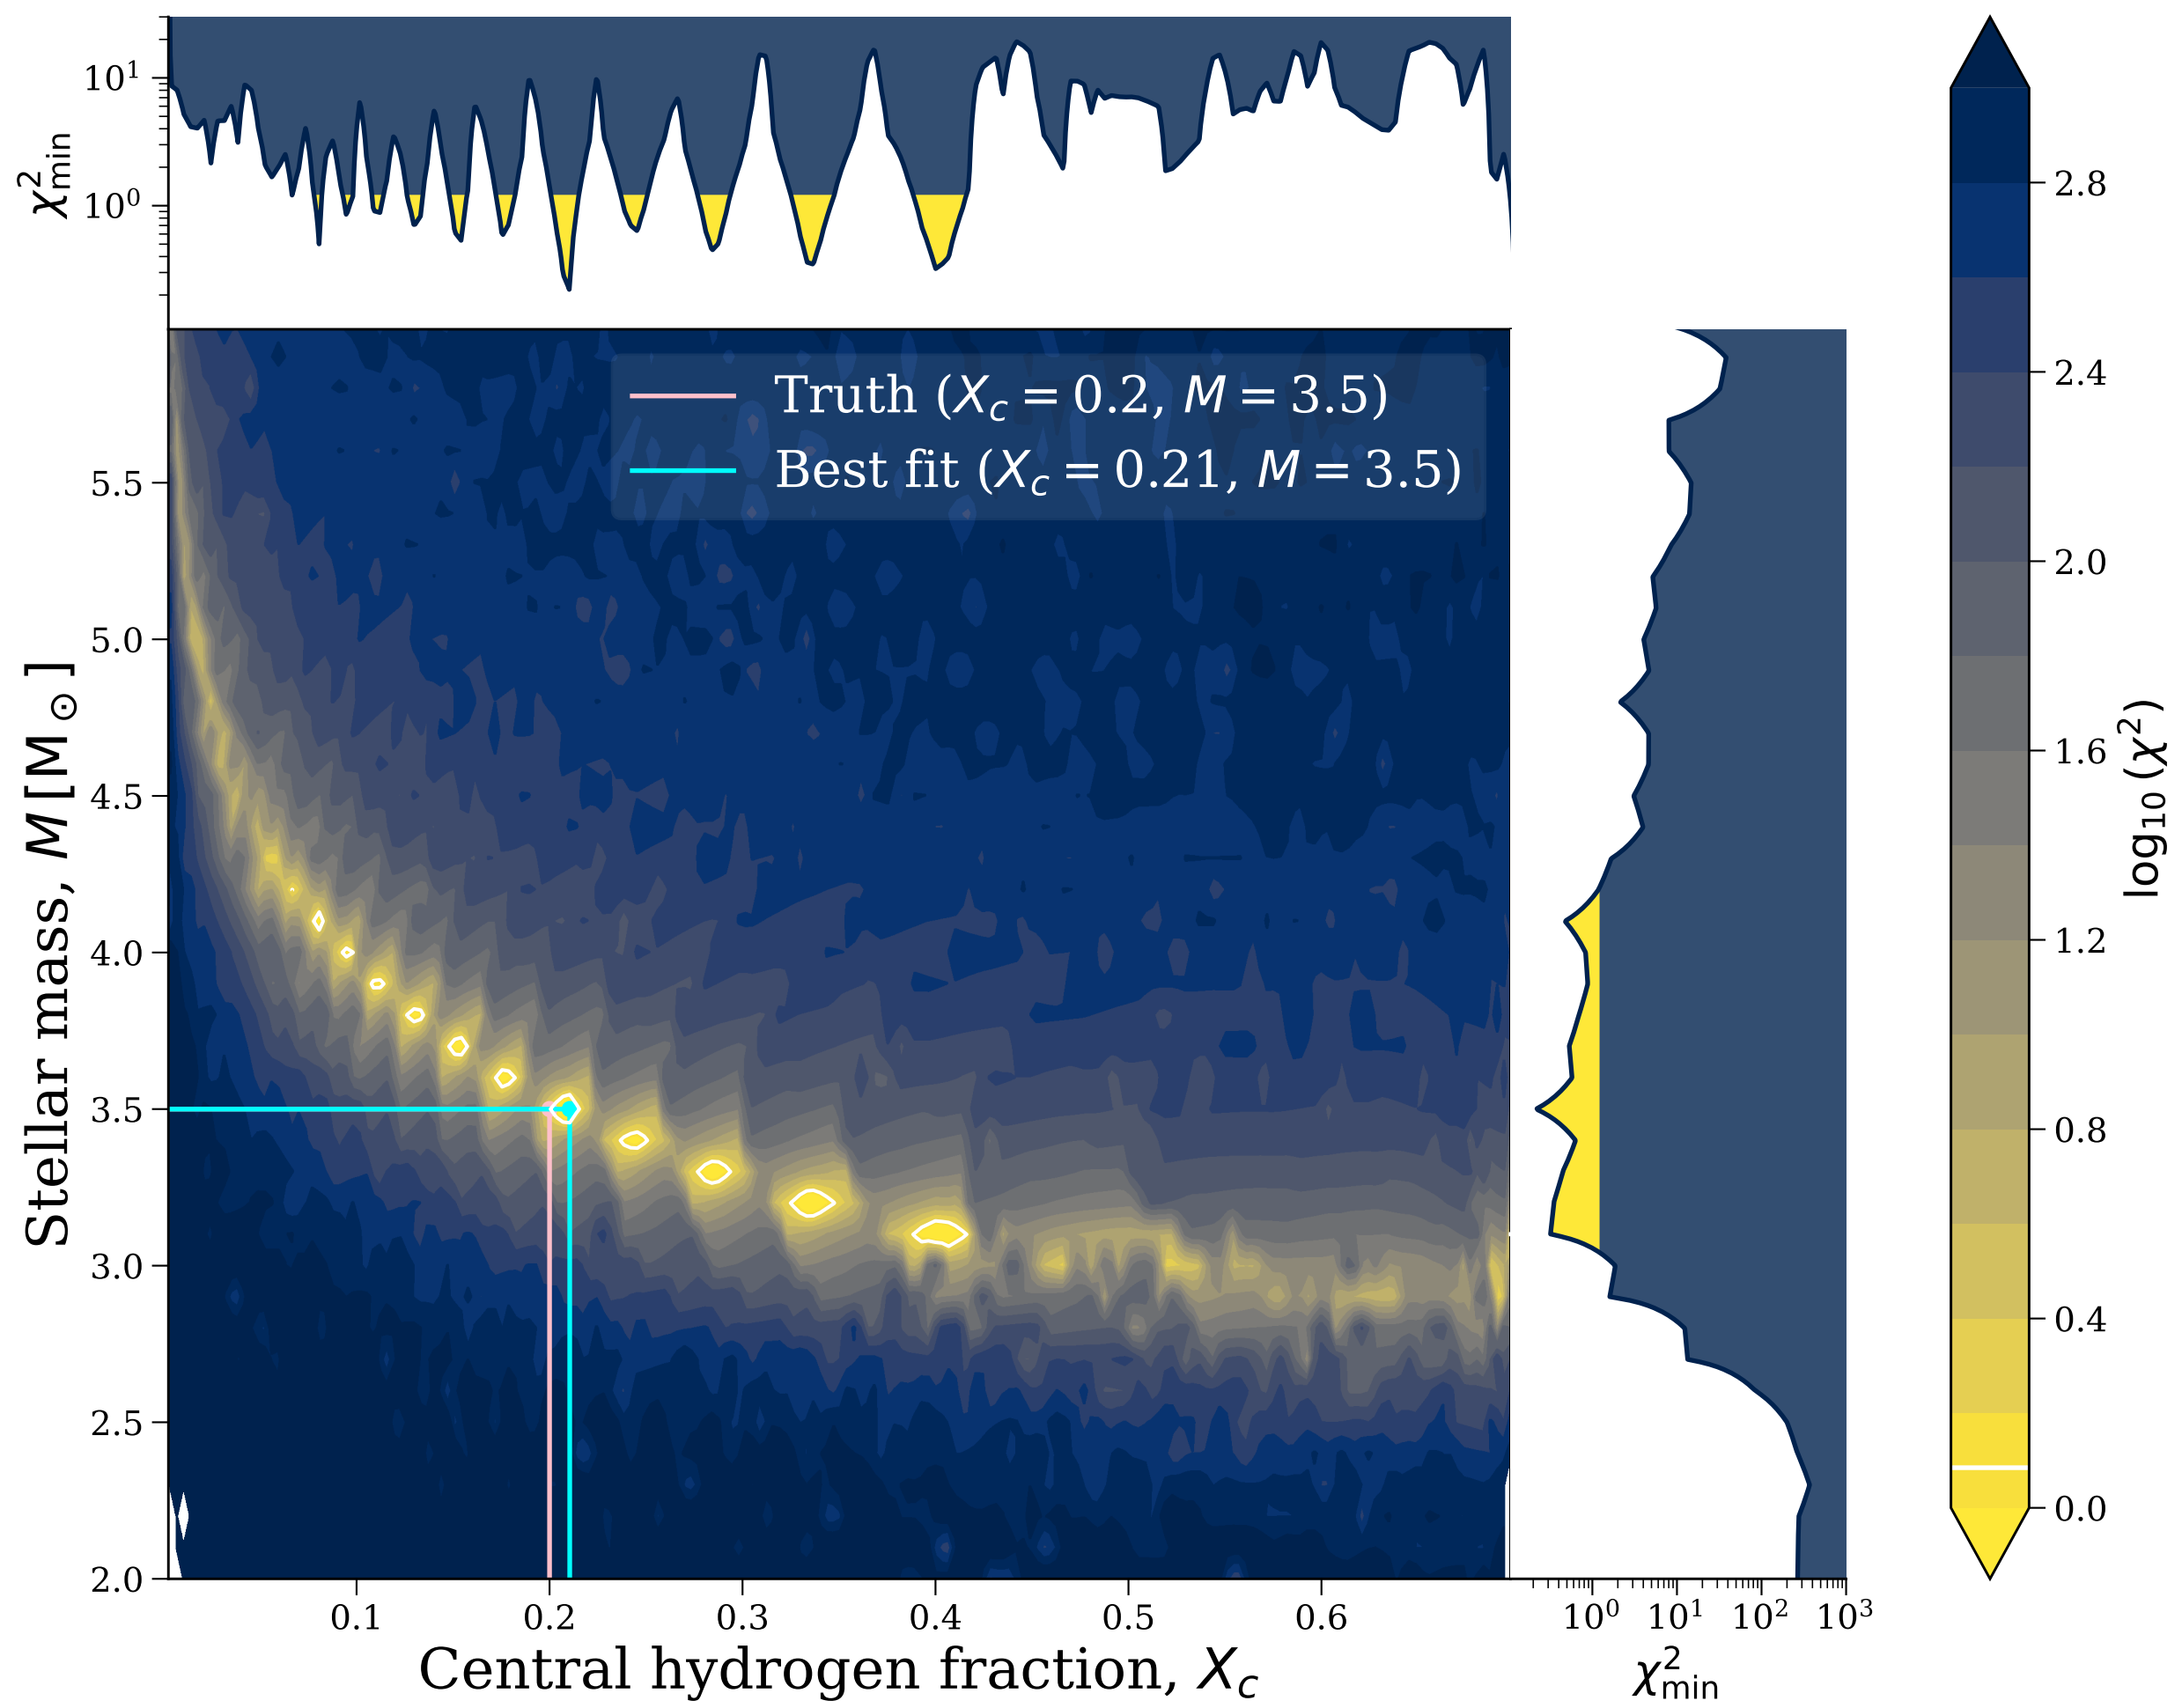 10¹
10⁰
χ²min
Truth (Xc = 0.2, M = 3.5)
Best fit (Xc = 0.21, M = 3.5)
5.5
5.0
4.5
4.0
3.5
3.0
2.5
2.0
Stellar mass, M [M⊙]
0.1 0.2 0.3 0.4 0.5 0.6
Central hydrogen fraction, Xc
10⁰ 10¹ 10² 10³
χ²min
2.8
2.4
2.0
1.6
1.2
0.8
0.4
0.0
log₁₀ (χ²)